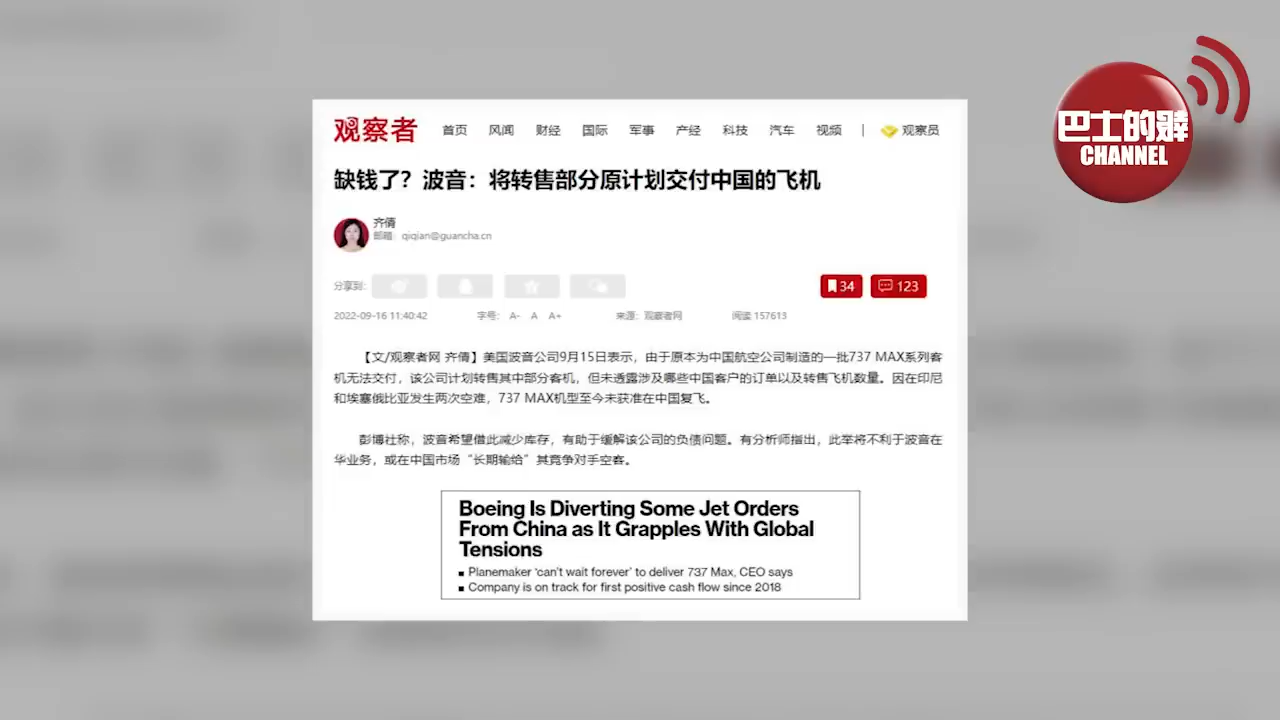 巴士的報
CHANNEL
观察者
首页 风闻 财经 国际 军事 产经 科技 汽车 视频 | 观察员
缺钱了？波音：将转售部分原计划交付中国的飞机
齐倩
邮箱: qiqian@guancha.cn
分享到:
34
123
2022-09-16 11:40:42 字号: A- A A+ 来源: 观察者网 阅读 157613
【文/观察者网 齐倩】美国波音公司9月15日表示，由于原本为中国航空公司制造的一批737 MAX系列客
机无法交付，该公司计划转售其中部分客机，但未透露涉及哪些中国客户的订单以及转售飞机数量。因在印尼
和埃塞俄比亚发生两次空难，737 MAX机型至今未获准在中国复飞。
彭博社称，波音希望借此减少库存，有助于缓解该公司的负债问题。有分析师指出，此举将不利于波音在
华业务，或在中国市场“长期输给”其竞争对手空客。
Boeing Is Diverting Some Jet Orders
From China as It Grapples With Global
Tensions
■ Planemaker ‘can't wait forever’ to deliver 737 Max, CEO says
■ Company is on track for first positive cash flow since 2018